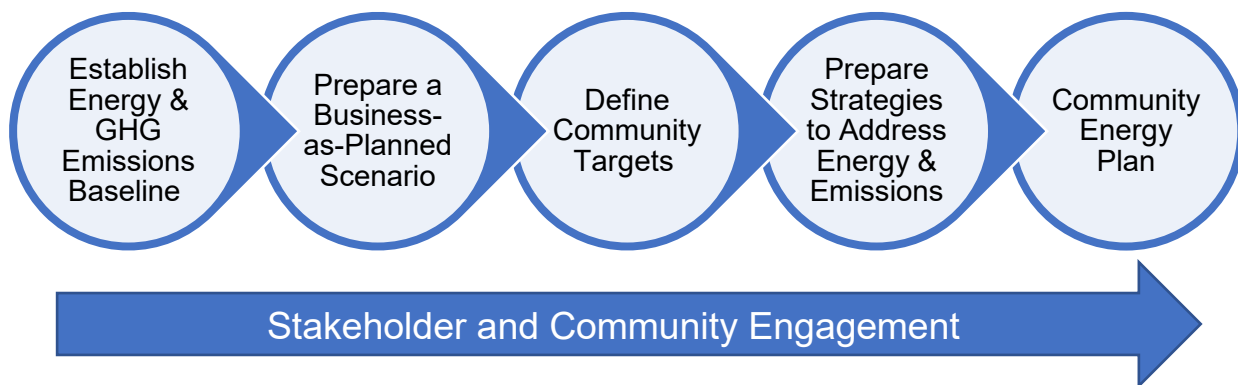 Establish
Energy &
GHG
Emissions
Baseline
Prepare a
Business-
as-Planned
Scenario
Define
Community
Targets
Prepare
Strategies
to Address
Energy &
Emissions
Community
Energy
Plan
Stakeholder and Community Engagement